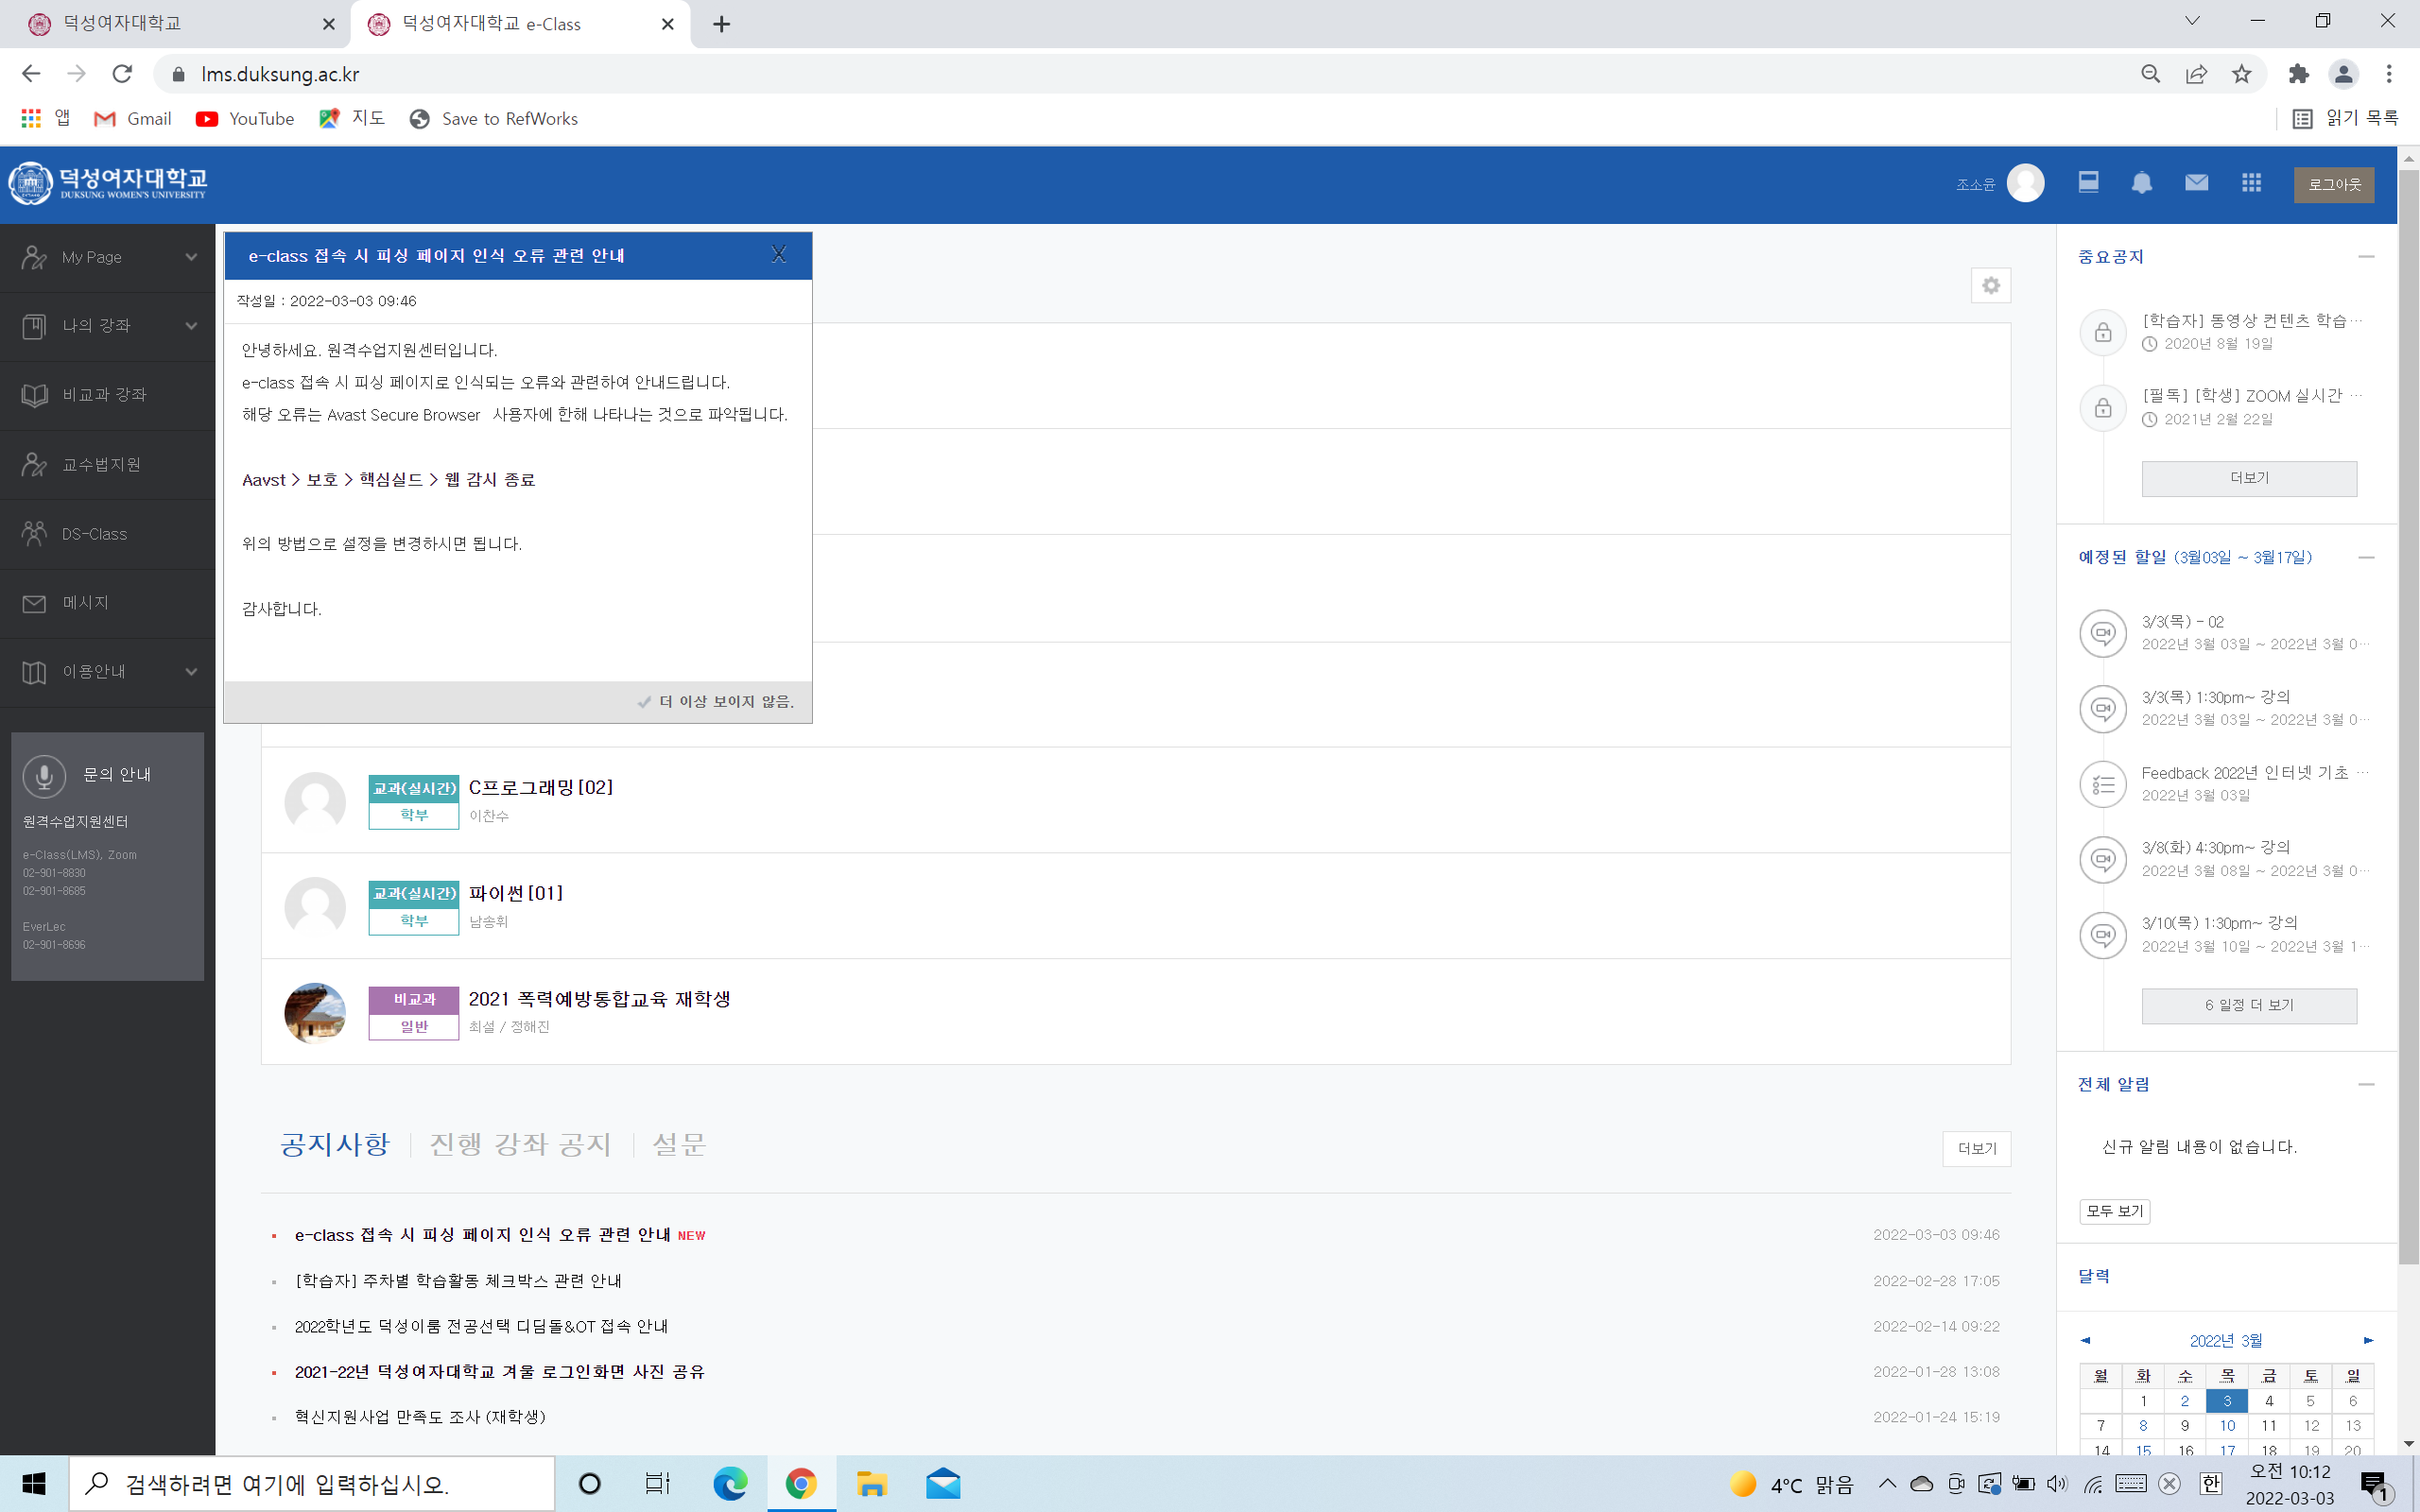 덕성여자대학교
덕성여자대학교 e-Class
lms.duksung.ac.kr
앱
Gmail
YouTube
지도
Save to RefWorks
읽기 목록
덕성여자대학교
DUKSUNG WOMEN'S UNIVERSITY
조소윤
로그아웃
My Page
나의 강좌
비교과 강좌
교수법지원
DS-Class
메시지
이용안내
문의 안내
원격수업지원센터
e-Class(LMS), Zoom
02-901-8830
02-901-8685
EverLec
02-901-8696
e-class 접속 시 피싱 페이지 인식 오류 관련 안내
X
작성일 : 2022-03-03 09:46
안녕하세요. 원격수업지원센터입니다.
e-class 접속 시 피싱 페이지로 인식되는 오류와 관련하여 안내드립니다.
해당 오류는 Avast Secure Browser 사용자에 한해 나타나는 것으로 파악됩니다.
Aavst > 보호 > 핵심실드 > 웹 감시 종료
위의 방법으로 설정을 변경하시면 됩니다.
감사합니다.
더 이상 보이지 않음.
교과(실시간)
학부
C프로그래밍[02]
이찬수
교과(실시간)
학부
파이썬[01]
남송휘
비교과
일반
2021 폭력예방통합교육 재학생
최설 / 정해진
공지사항
진행 강좌 공지
설문
더보기
e-class 접속 시 피싱 페이지 인식 오류 관련 안내 NEW
2022-03-03 09:46
[학습자] 주차별 학습활동 체크박스 관련 안내
2022-02-28 17:05
2022학년도 덕성이룸 전공선택 디딤돌&OT 접속 안내
2022-02-14 09:22
2021-22년 덕성여자대학교 겨울 로그인화면 사진 공유
2022-01-28 13:08
혁신지원사업 만족도 조사 (재학생)
2022-01-24 15:19
중요공지
[학습자] 동영상 컨텐츠 학습…
2020년 8월 19일
[필독] [학생] ZOOM 실시간 …
2021년 2월 22일
더보기
예정된 할일 (3월03일 ~ 3월17일)
3/3(목) - 02
2022년 3월 03일 ~ 2022년 3월 0…
3/3(목) 1:30pm~ 강의
2022년 3월 03일 ~ 2022년 3월 0…
Feedback 2022년 인터넷 기초 …
2022년 3월 03일
3/8(화) 4:30pm~ 강의
2022년 3월 08일 ~ 2022년 3월 0…
3/10(목) 1:30pm~ 강의
2022년 3월 10일 ~ 2022년 3월 1…
6 일정 더 보기
전체 알림
신규 알림 내용이 없습니다.
모두 보기
달력
◄ 2022년 3월 ►
월 화 수 목 금 토 일
1 2 3 4 5 6
7 8 9 10 11 12 13
14 15 16 17 18 19 20
검색하려면 여기에 입력하십시오.
4°C 맑음
한
오전 10:12
2022-03-03
1